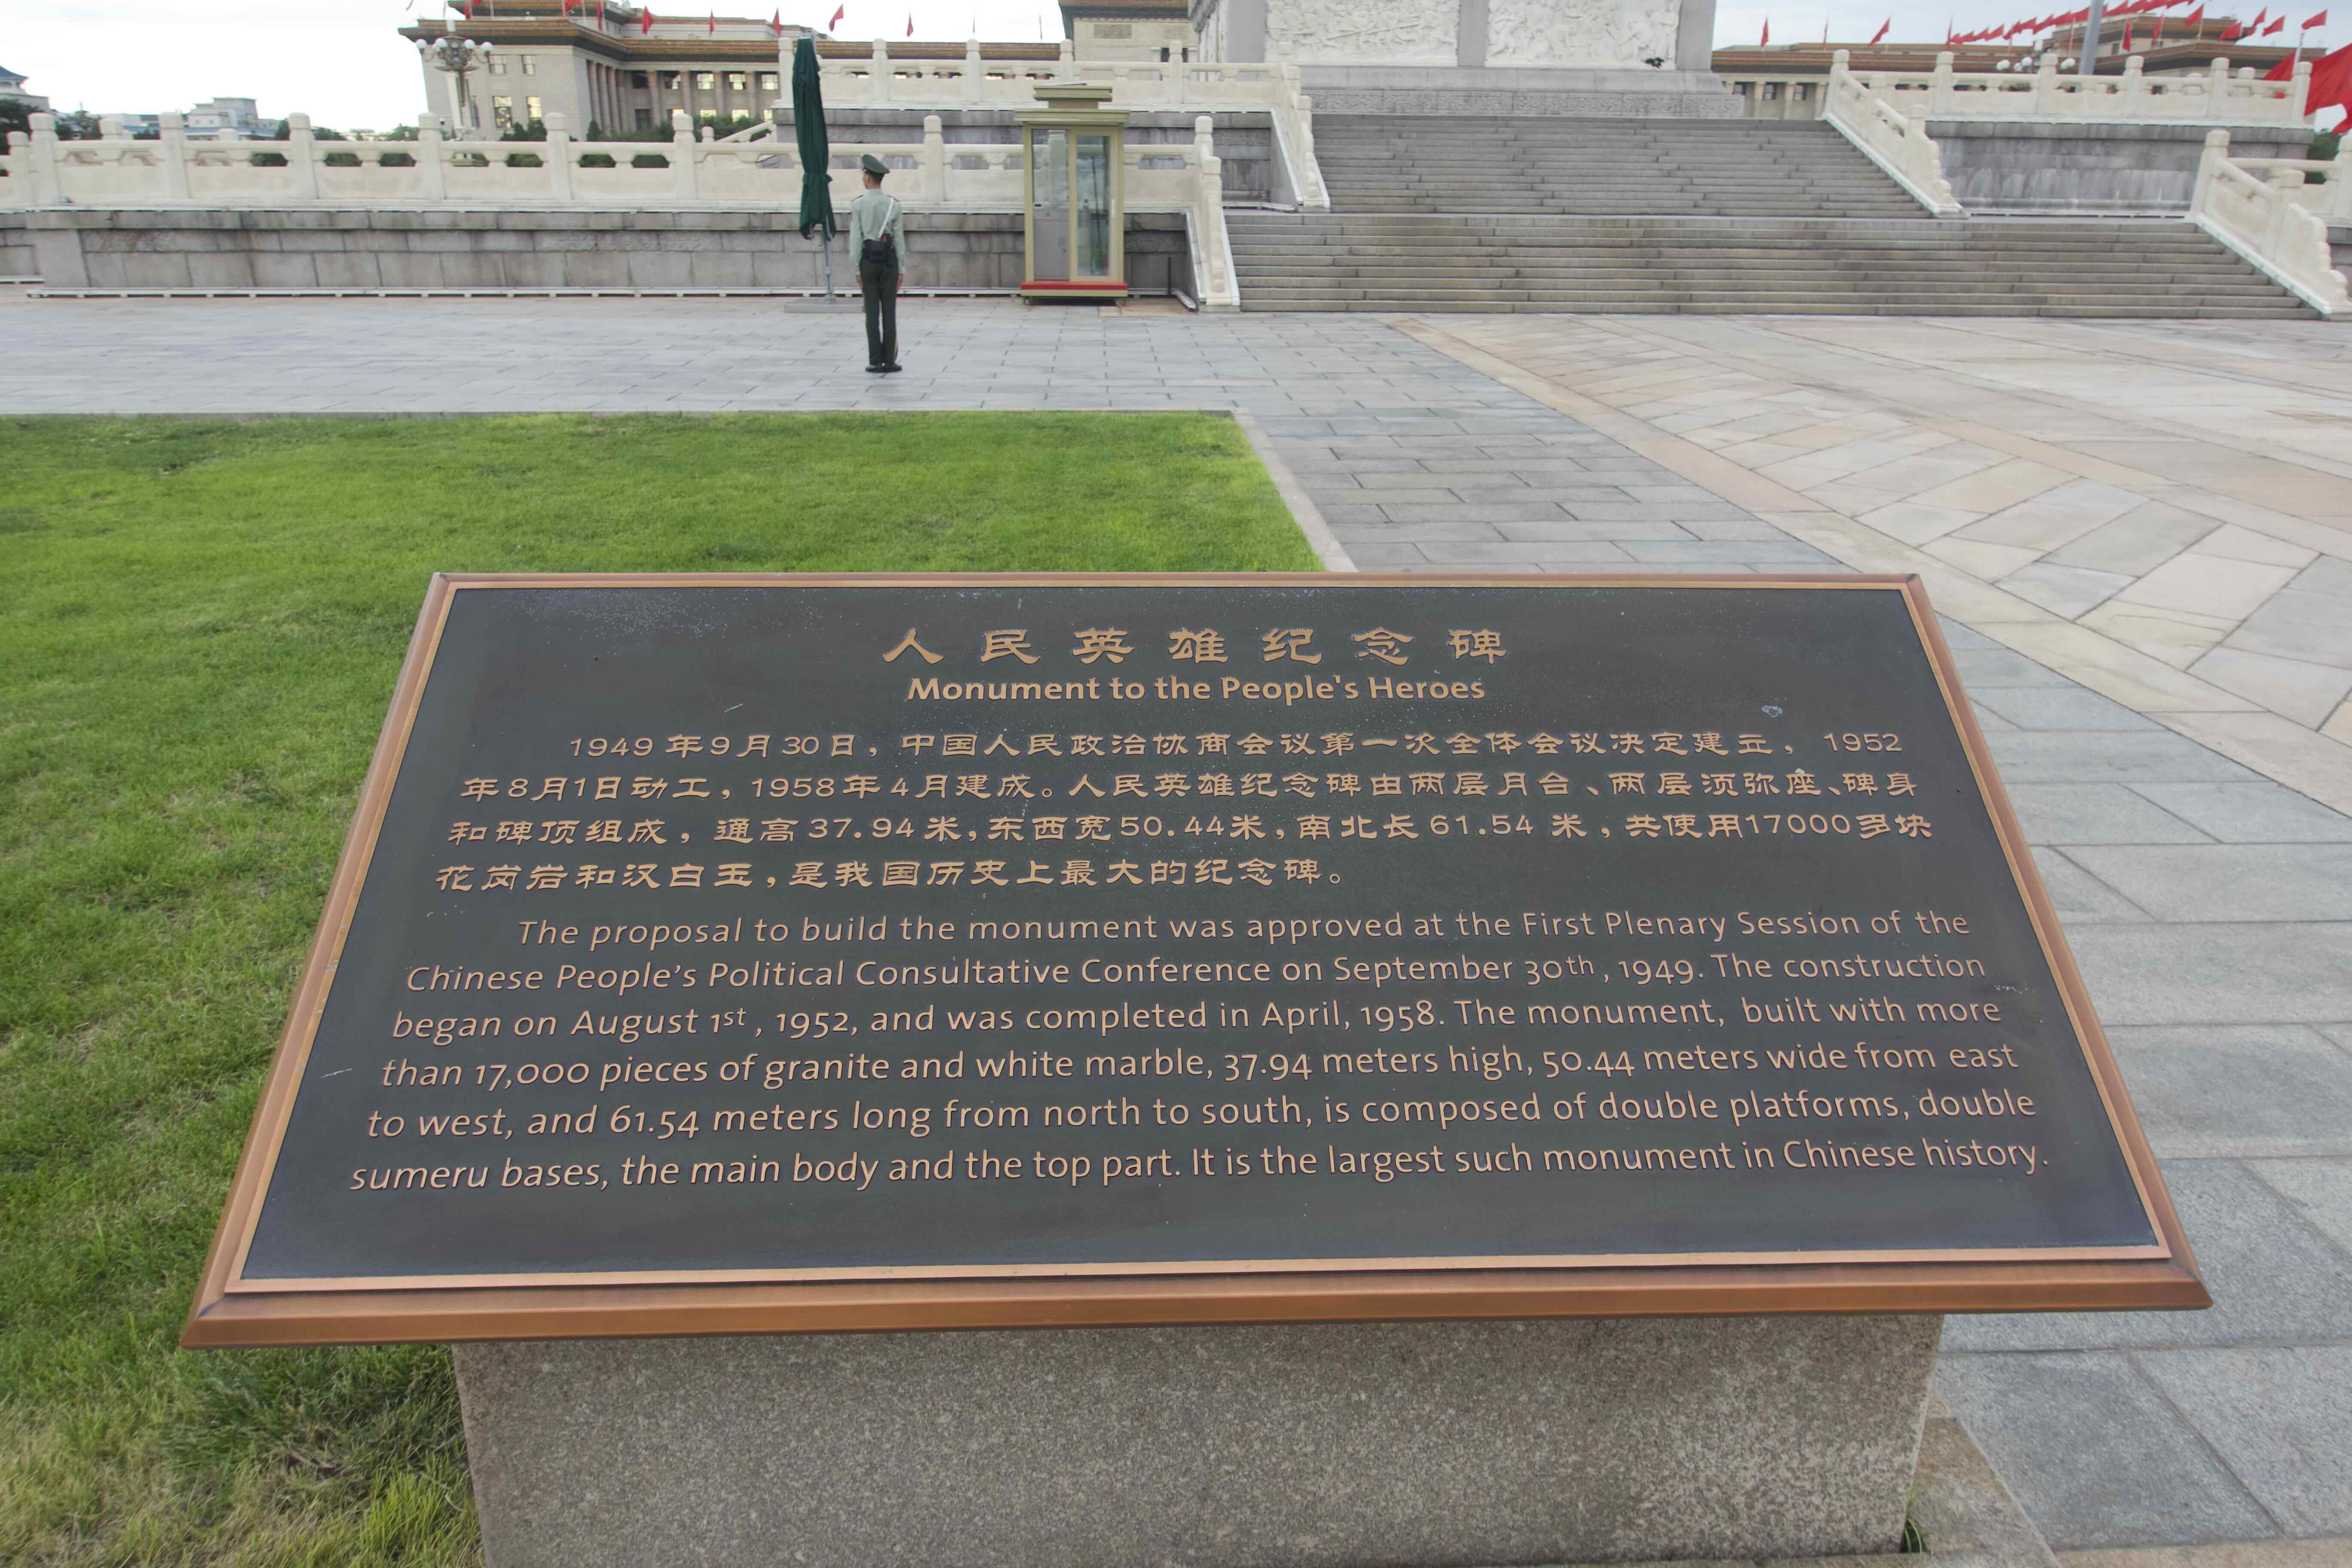 人民英雄纪念碑
Monument to the People's Heroes
1949年9月30日，中国人民政治协商会议第一次全体会议决定建立，1952
年8月1日动工，1958年4月建成。人民英雄纪念碑由两层月台、两层须弥座、碑身
和碑顶组成，通高37.94米，东西宽50.44米，南北长61.54米，共使用17000多块
花岗岩和汉白玉，是我国历史上最大的纪念碑。
The proposal to build the monument was approved at the First Plenary Session of the
Chinese People’s Political Consultative Conference on September 30th, 1949. The construction
began on August 1st, 1952, and was completed in April, 1958. The monument, built with more
than 17,000 pieces of granite and white marble, 37.94 meters high, 50.44 meters wide from east
to west, and 61.54 meters long from north to south, is composed of double platforms, double
sumeru bases, the main body and the top part. It is the largest such monument in Chinese history.